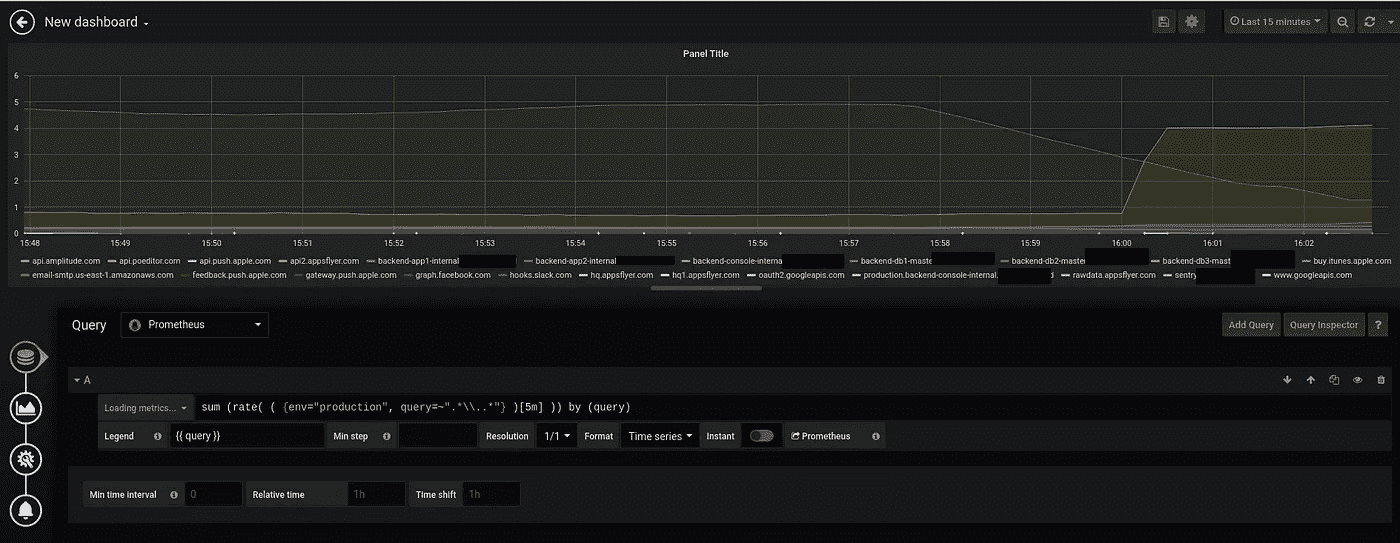 New dashboard
Last 15 minutes
Panel Title
6
5
4
3
2
1
0
15:48 15:49 15:50 15:51 15:52 15:53 15:54 15:55 15:56 15:57 15:58 15:59 16:00 16:01 16:02
api.amplitude.com api.poeditor.com api.push.apple.com api2.appsflyer.com backend-app1-internal backend-app2-internal backend-console-interna backend-db1-maste backend-db2-master backend-db3-mast buy.itunes.apple.com
email-smtp.us-east-1.amazonaws.com feedback.push.apple.com gateway.push.apple.com graph.facebook.com hooks.slack.com hq.appsflyer.com hq1.appsflyer.com oauth2.googleapis.com production.backend-console-internal. rawdata.appsflyer.com sentry www.googleapis.com
Query Prometheus Add Query Query Inspector ?
A
Loading metrics... sum (rate( ( {env="production", query=~".*\\..*"} )[5m] )) by (query)
Legend {{ query }} Min step Resolution 1/1 Format Time series Instant Prometheus
Min time interval 0 Relative time 1h Time shift 1h